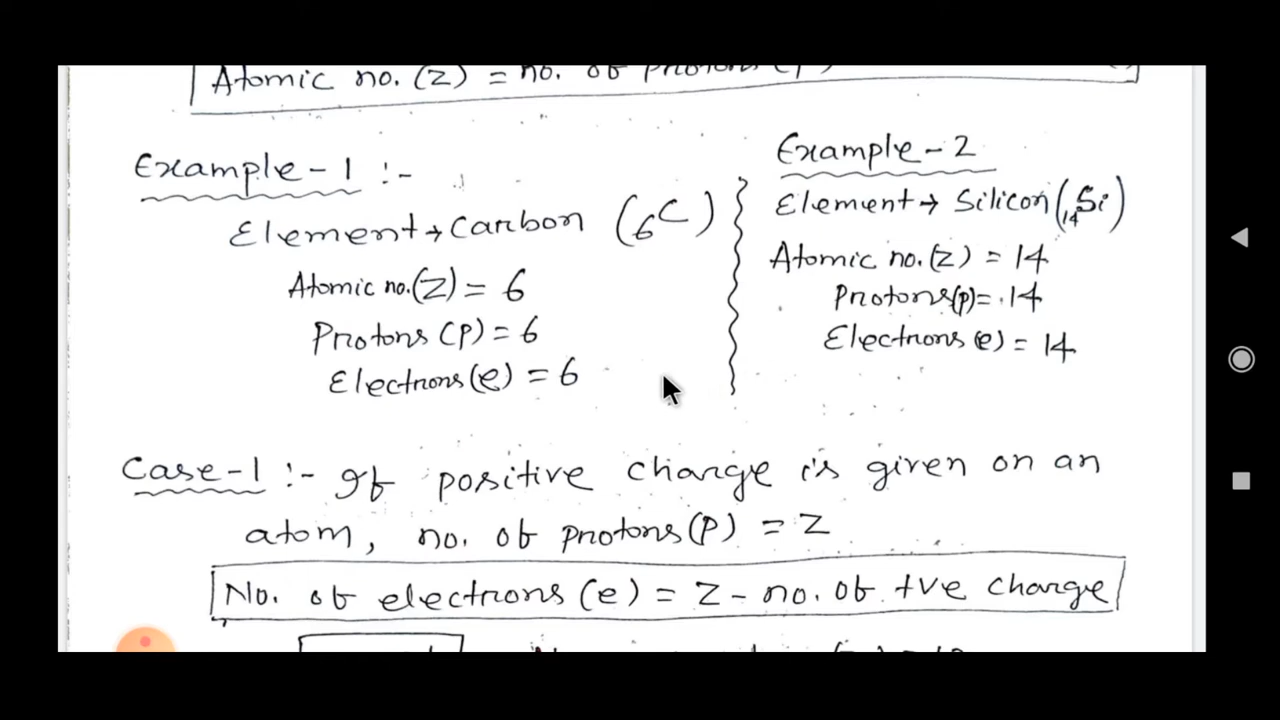 Atomic no. (Z) = no. of protons (p)
Example-1 :-
Element → Carbon (₆C)
Atomic no. (Z) = 6
Protons (p) = 6
Electrons (e) = 6
Example-2
Element → Silicon (₁₄Si)
Atomic no. (Z) = 14
Protons (p) = 14
Electrons (e) = 14
Case-1 :- If positive charge is given on an
atom, no. of protons (p) = Z
No. of electrons (e) = Z - no. of +ve charge